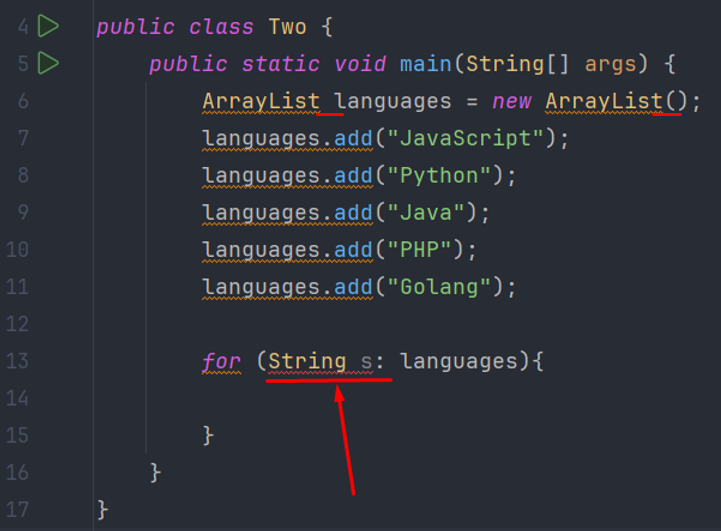 4 public class Two {
5 public static void main(String[] args) {
6 ArrayList languages = new ArrayList();
7 languages.add("JavaScript");
8 languages.add("Python");
9 languages.add("Java");
10 languages.add("PHP");
11 languages.add("Golang");
12
13 for (String s: languages){
14
15 }
16 }
17 }